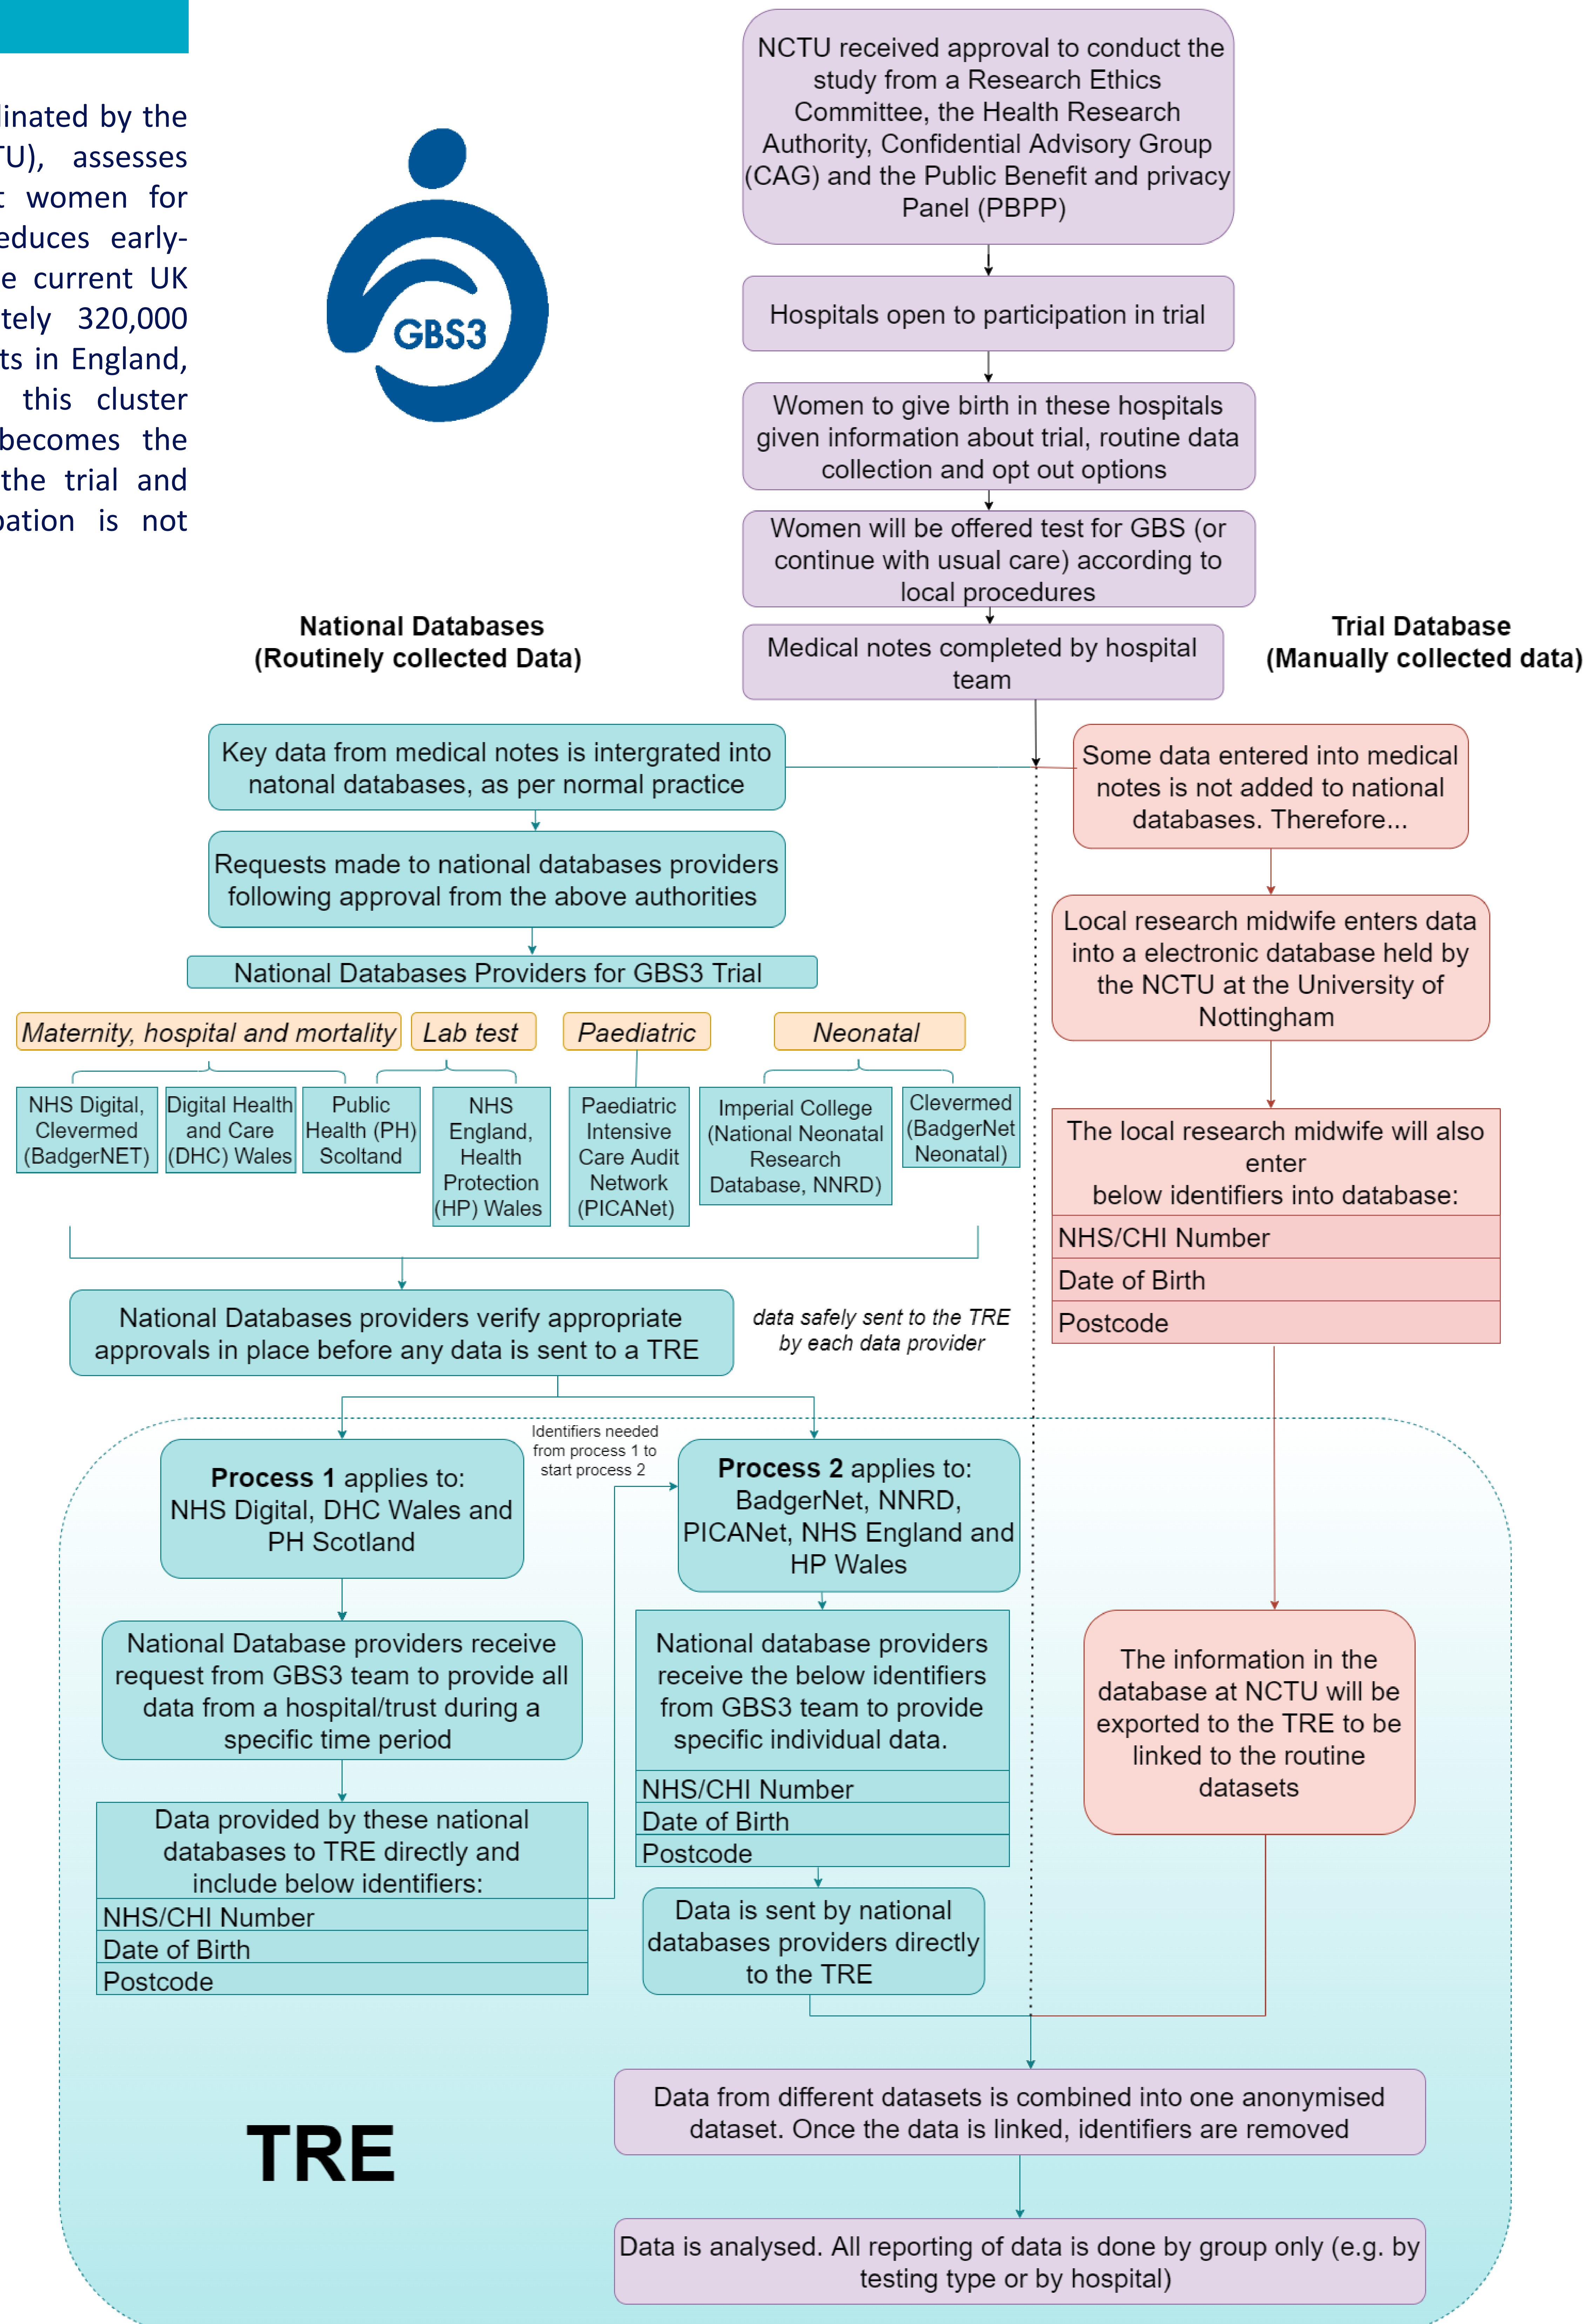 linated by the
TU), assesses
t women for
educes early-
e current UK
tely 320,000
ts in England,
this cluster
becomes the
the trial and
pation is not
GBS3
NCTU received approval to conduct the
study from a Research Ethics
Committee, the Health Research
Authority, Confidential Advisory Group
(CAG) and the Public Benefit and privacy
Panel (PBPP)
Hospitals open to participation in trial
Women to give birth in these hospitals
given information about trial, routine data
collection and opt out options
Women will be offered test for GBS (or
continue with usual care) according to
local procedures
Medical notes completed by hospital
team
National Databases
(Routinely collected Data)
Trial Database
(Manually collected data)
Key data from medical notes is intergrated into
natonal databases, as per normal practice
Requests made to national databases providers
following approval from the above authorities
National Databases Providers for GBS3 Trial
Maternity, hospital and mortality
Lab test
Paediatric
Neonatal
NHS Digital,
Clevermed
(BadgerNET)
Digital Health
and Care
(DHC) Wales
Public
Health (PH)
Scoltand
NHS
England,
Health
Protection
(HP) Wales
Paediatric
Intensive
Care Audit
Network
(PICANet)
Imperial College
(National Neonatal
Research
Database, NNRD)
Clevermed
(BadgerNet
Neonatal)
National Databases providers verify appropriate
approvals in place before any data is sent to a TRE
data safely sent to the TRE
by each data provider
Some data entered into medical
notes is not added to national
databases. Therefore...
Local research midwife enters data
into a electronic database held by
the NCTU at the University of
Nottingham
The local research midwife will also
enter
below identifiers into database:
NHS/CHI Number
Date of Birth
Postcode
Identifiers needed
from process 1 to
start process 2
Process 1 applies to:
NHS Digital, DHC Wales and
PH Scotland
National Database providers receive
request from GBS3 team to provide all
data from a hospital/trust during a
specific time period
Data provided by these national
databases to TRE directly and
include below identifiers:
NHS/CHI Number
Date of Birth
Postcode
Process 2 applies to:
BadgerNet, NNRD,
PICANet, NHS England and
HP Wales
National database providers
receive the below identifiers
from GBS3 team to provide
specific individual data.
NHS/CHI Number
Date of Birth
Postcode
Data is sent by national
databases providers directly
to the TRE
The information in the
database at NCTU will be
exported to the TRE to be
linked to the routine
datasets
Data from different datasets is combined into one anonymised
dataset. Once the data is linked, identifiers are removed
TRE
Data is analysed. All reporting of data is done by group only (e.g. by
testing type or by hospital)